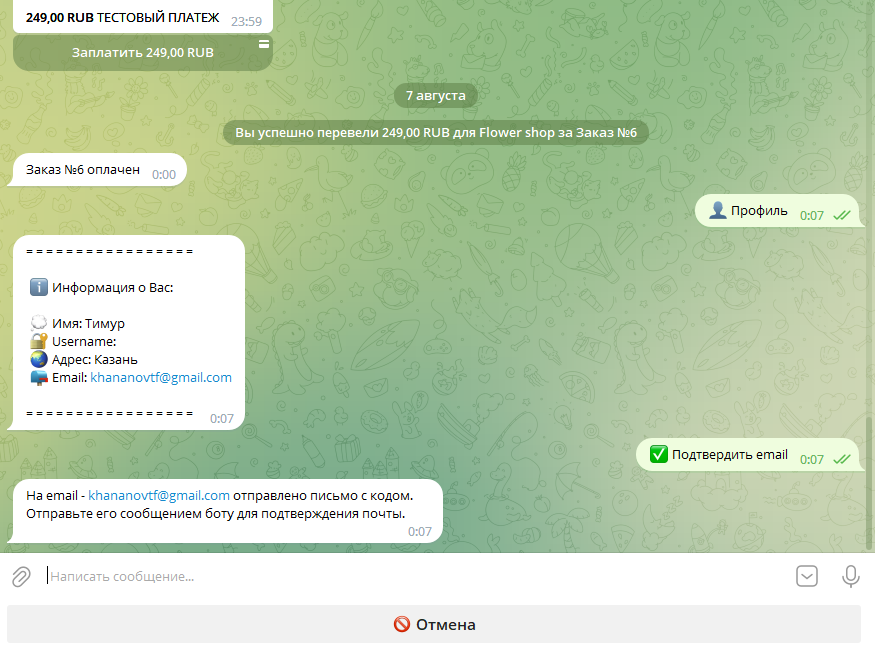 249,00 RUB ТЕСТОВЫЙ ПЛАТЕЖ 23:59
Заплатить 249,00 RUB
7 августа
Вы успешно перевели 249,00 RUB для Flower shop за Заказ №6
Заказ №6 оплачен 0:00
Профиль 0:07
= = = = = = = = = = = = = = = = =
Информация о Вас:
Имя: Тимур
Username:
Адрес: Казань
Email: khananovtf@gmail.com
= = = = = = = = = = = = = = = = = 0:07
Подтвердить email 0:07
На email - khananovtf@gmail.com отправлено письмо с кодом.
Отправьте его сообщением боту для подтверждения почты.
0:07
Написать сообщение...
Отмена